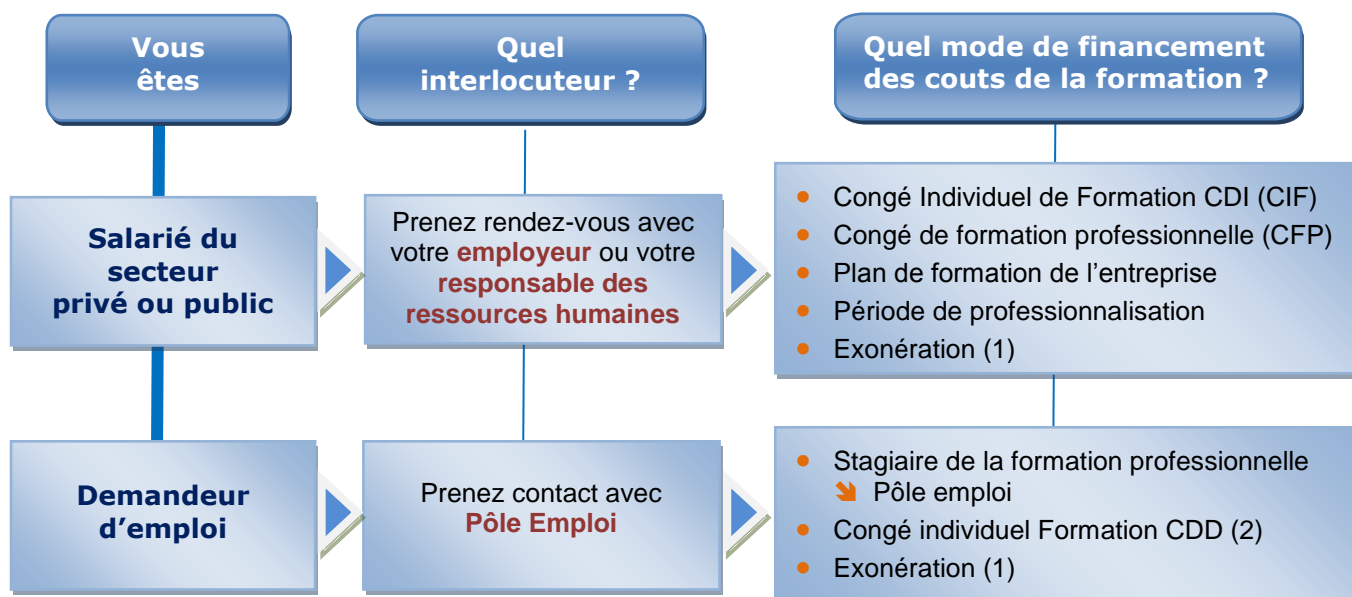 Vous
êtes
Quel
interlocuteur ?
Quel mode de financement
des couts de la formation ?
Salarié du
secteur
privé ou public
Prenez rendez-vous avec
votre employeur ou votre
responsable des
ressources humaines
• Congé Individuel de Formation CDI (CIF)
• Congé de formation professionnelle (CFP)
• Plan de formation de l’entreprise
• Période de professionnalisation
• Exonération (1)
Demandeur
d’emploi
Prenez contact avec
Pôle Emploi
• Stagiaire de la formation professionnelle
➘ Pôle emploi
• Congé individuel Formation CDD (2)
• Exonération (1)